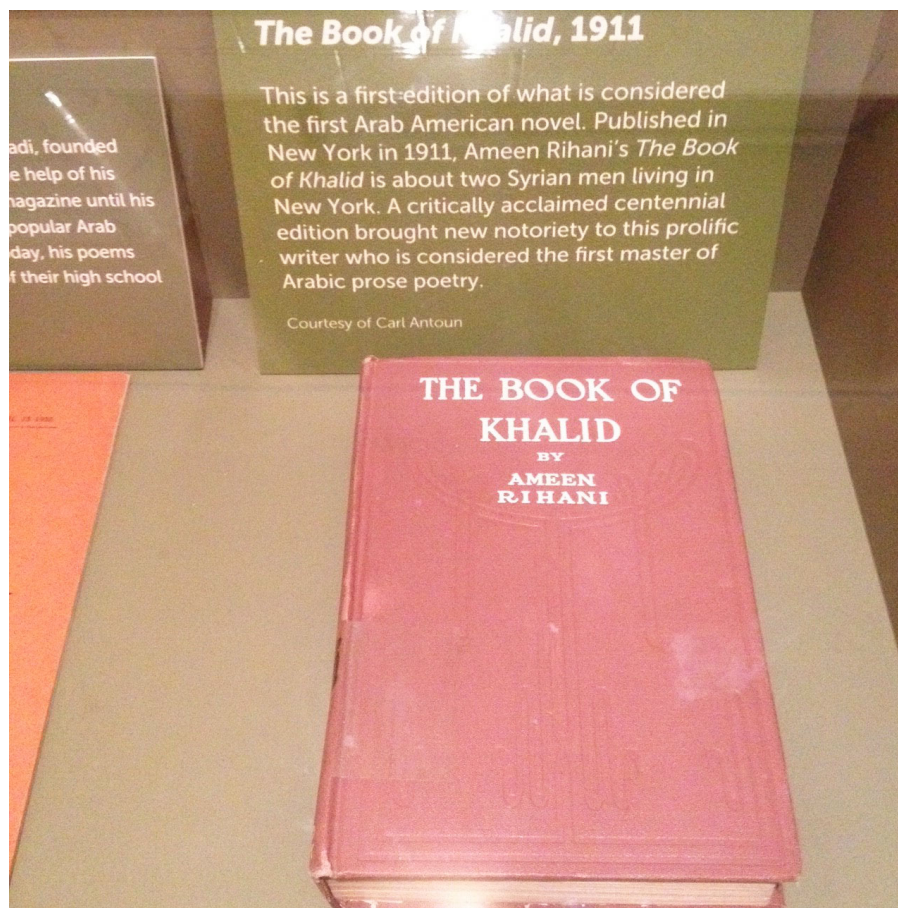 The Book of Khalid, 1911
This is a first edition of what is considered
the first Arab American novel. Published in
New York in 1911, Ameen Rihani's The Book
of Khalid is about two Syrian men living in
New York. A critically acclaimed centennial
edition brought new notoriety to this prolific
writer who is considered the first master of
Arabic prose poetry.
Courtesy of Carl Antoun
adi, founded
e help of his
nagazine until his
popular Arab
day, his poems
f their high school
THE BOOK OF
KHALID
BY
AMEEN
RIHANI